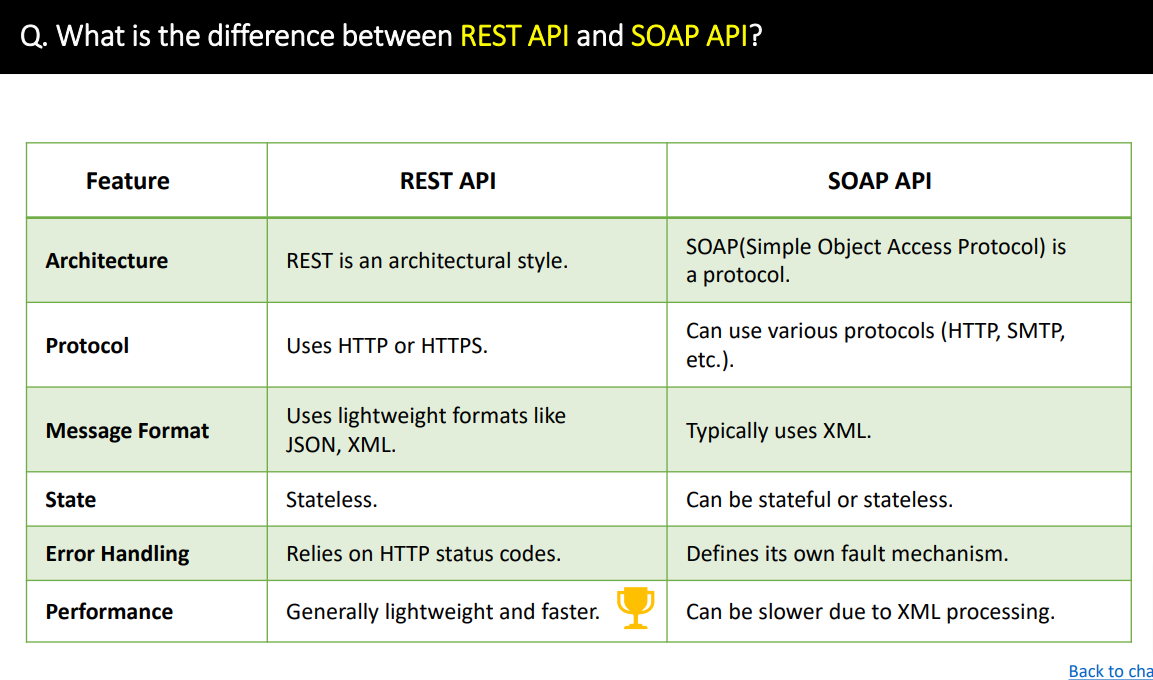 Q. What is the difference between REST API and SOAP API?
Feature
REST API
SOAP API
Architecture
REST is an architectural style.
SOAP(Simple Object Access Protocol) is
a protocol.
Protocol
Uses HTTP or HTTPS.
Can use various protocols (HTTP, SMTP,
etc.).
Message Format
Uses lightweight formats like
JSON, XML.
Typically uses XML.
State
Stateless.
Can be stateful or stateless.
Error Handling
Relies on HTTP status codes.
Defines its own fault mechanism.
Performance
Generally lightweight and faster.
Can be slower due to XML processing.
Back to cha